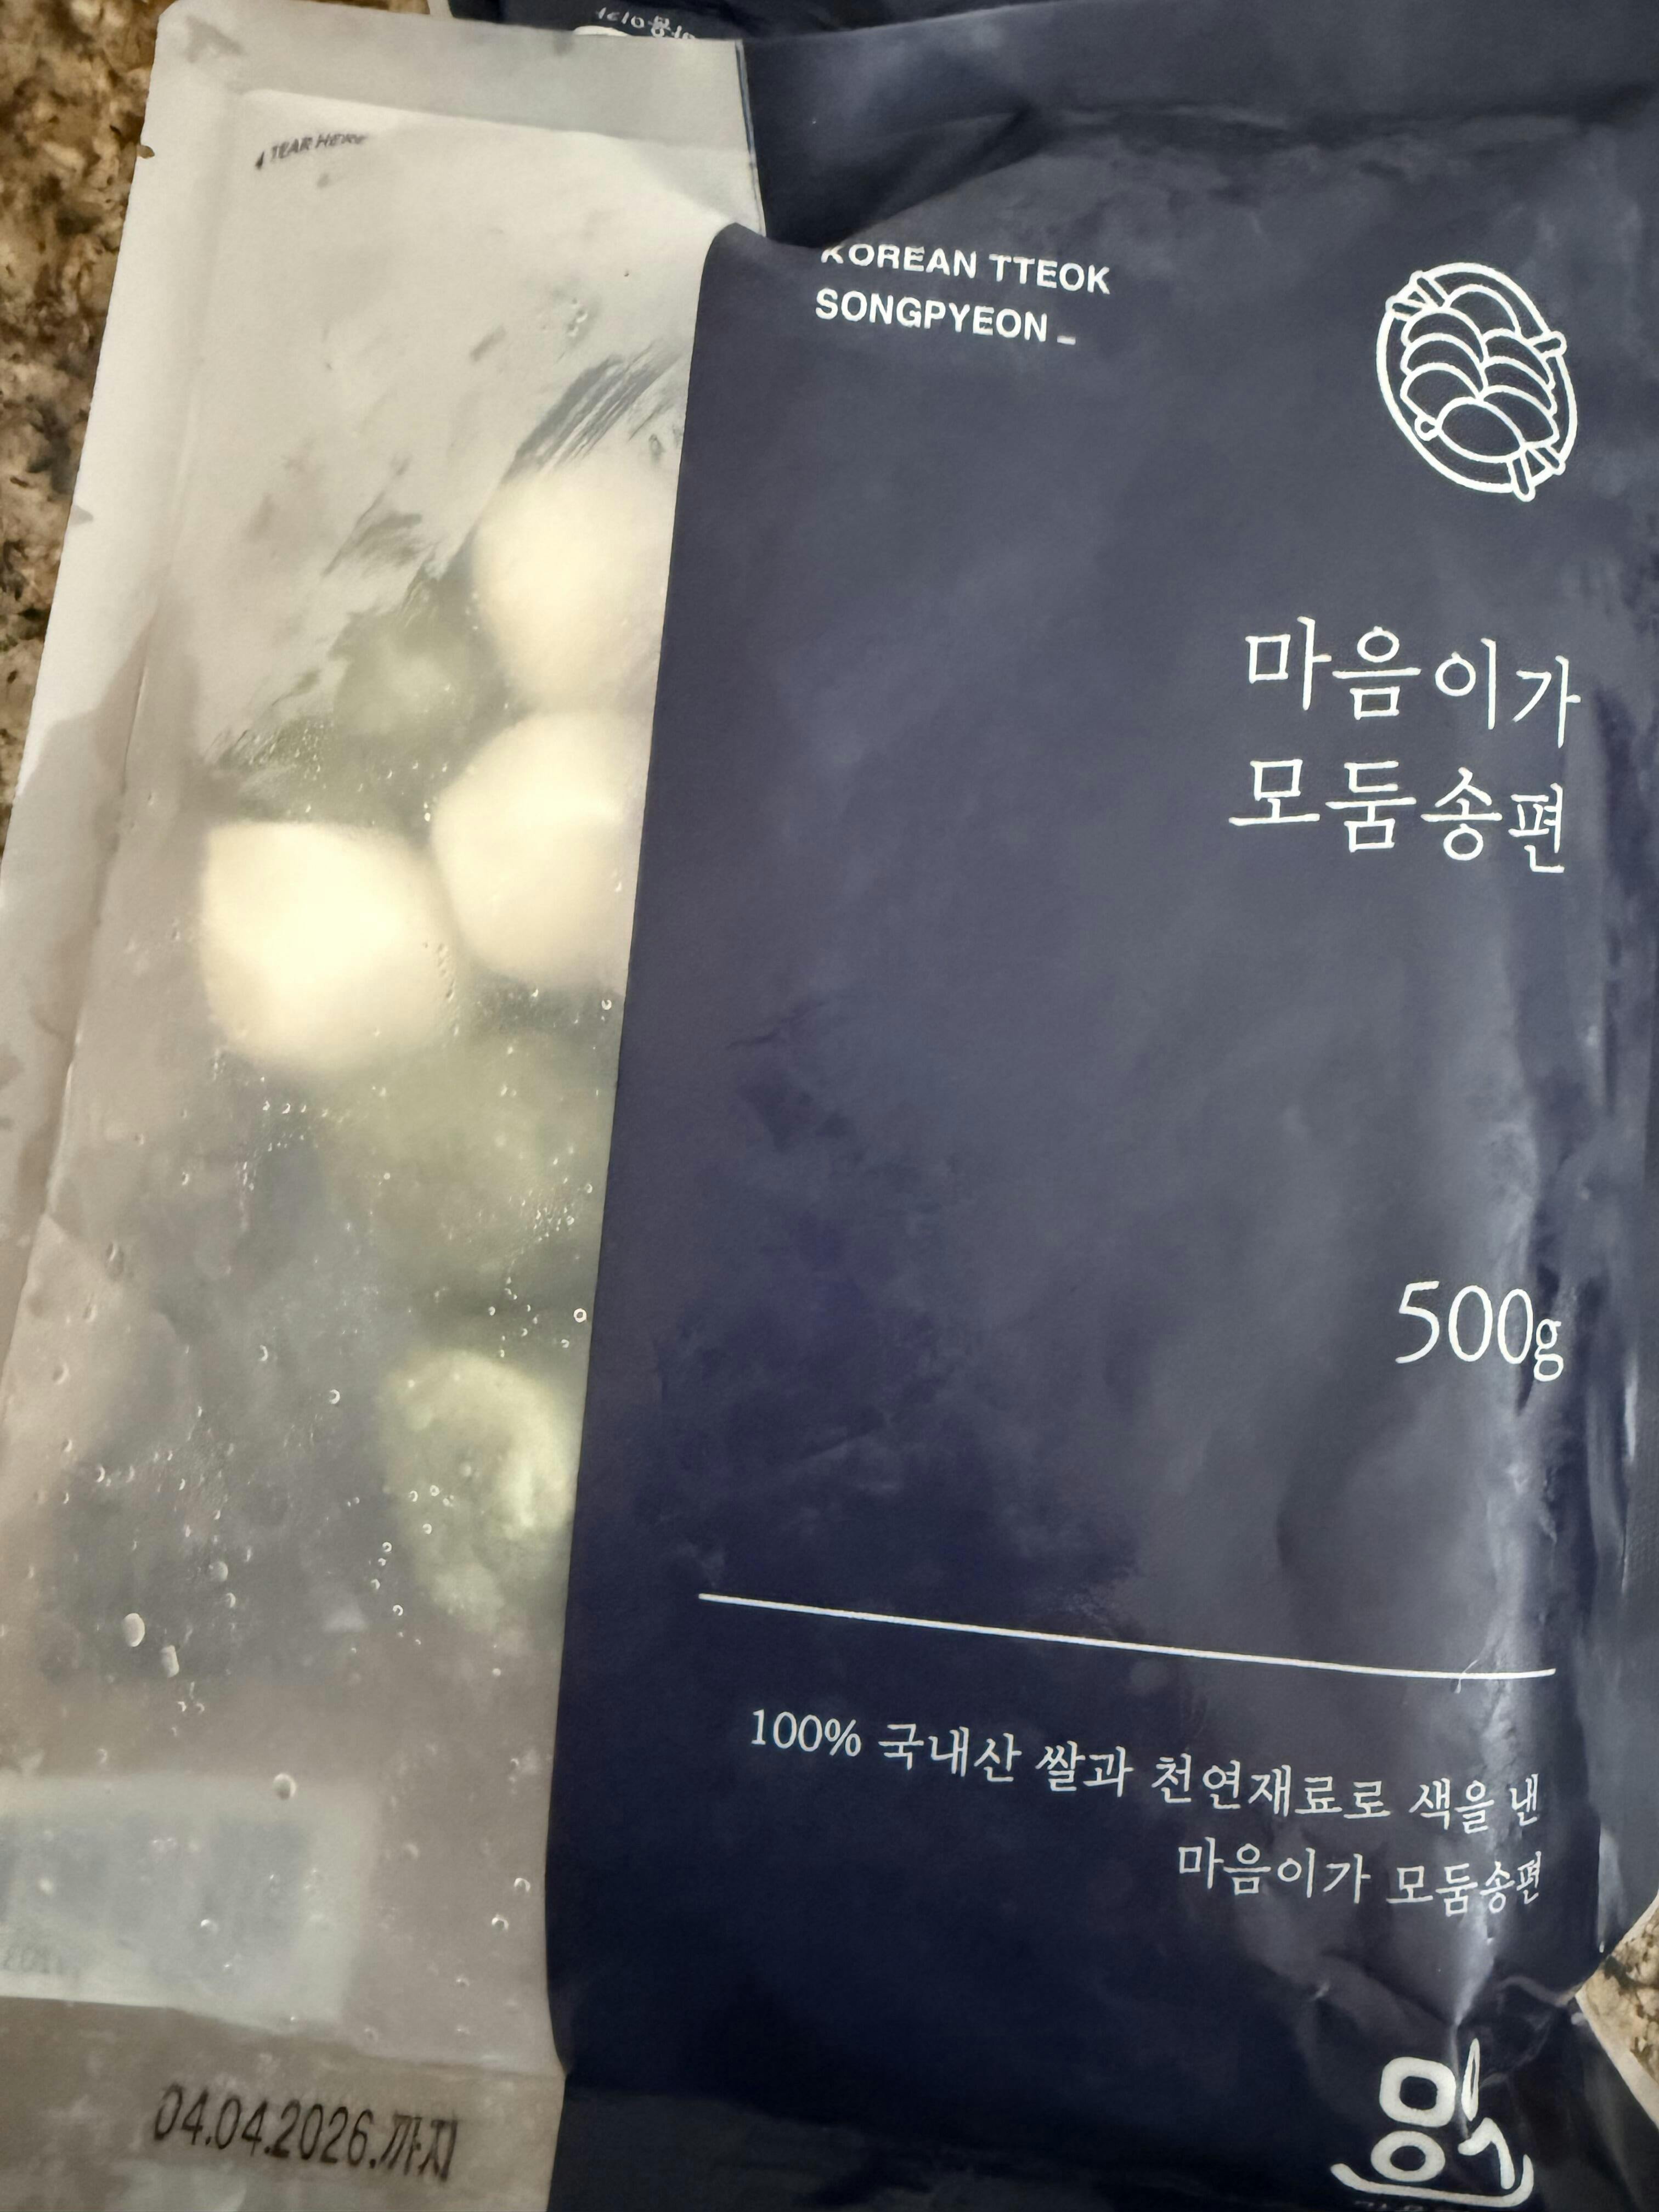 TEAR HERE
KOREAN TTEOK
SONGPYEON
마음이가
모둠송편
500g
100% 국내산 쌀과 천연재료로 색을 낸
마음이가 모둠송편
04.04.2026.까지